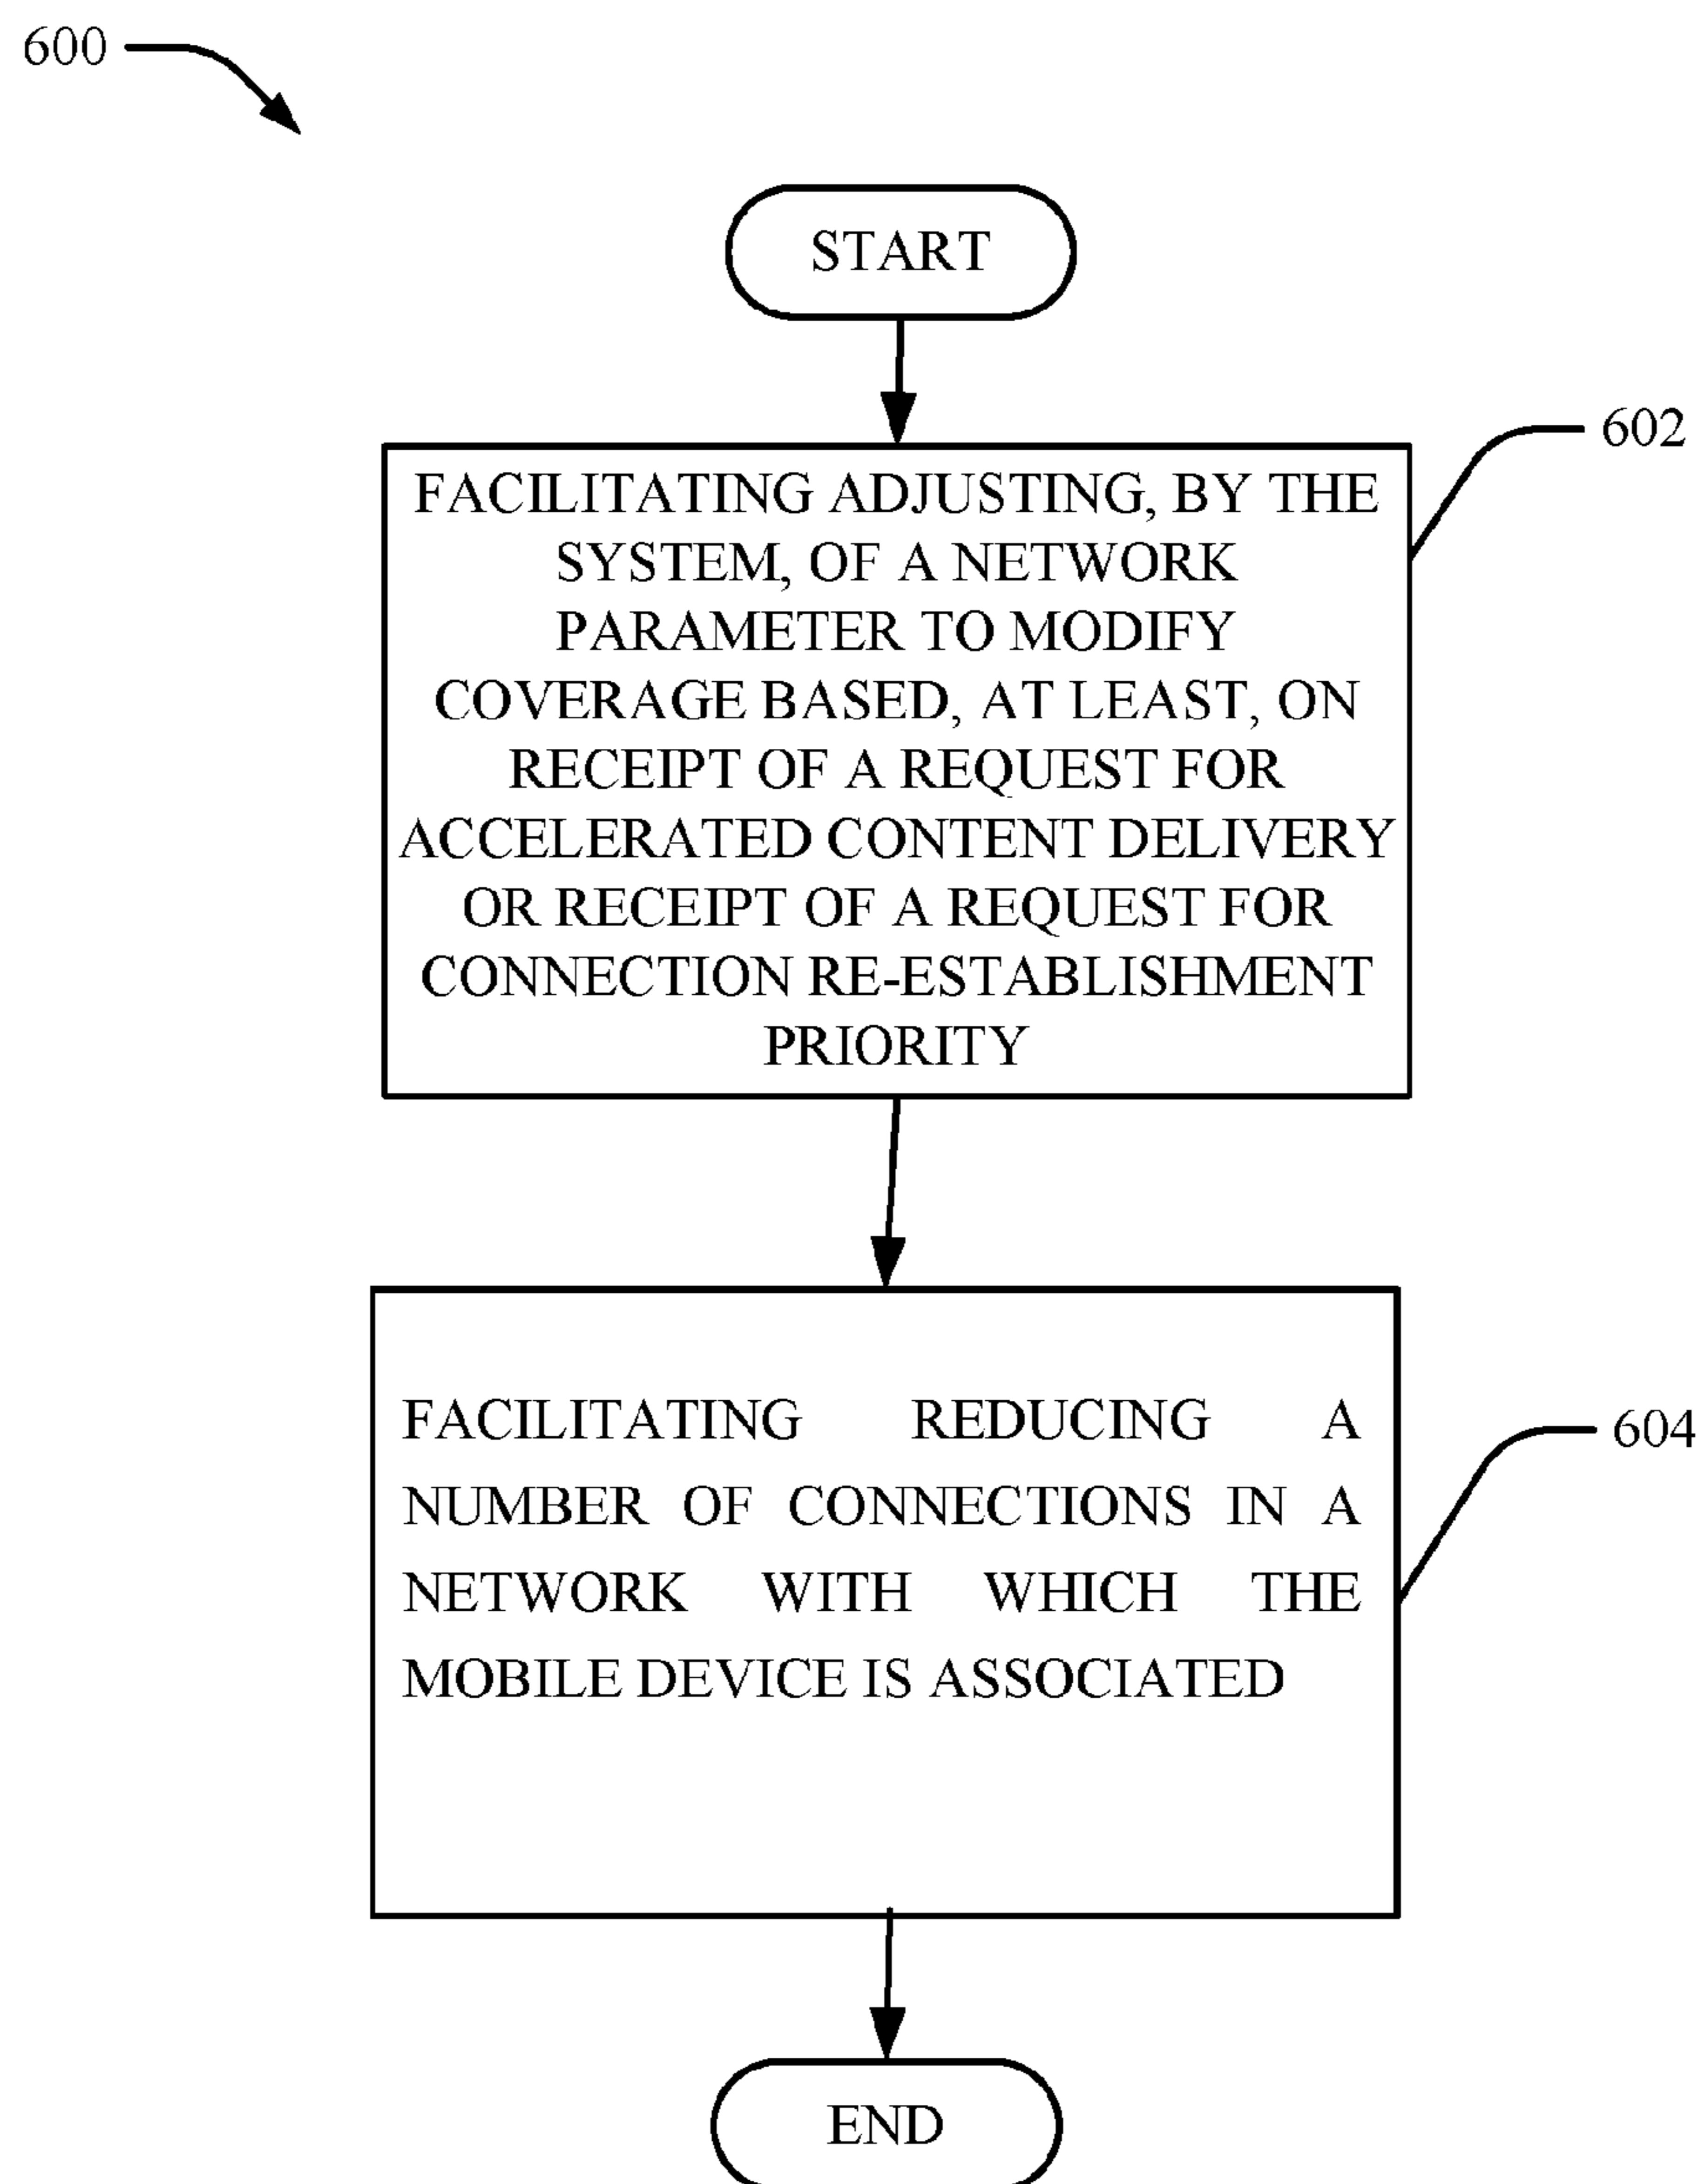 600
START
602
FACILITATING ADJUSTING, BY THE
SYSTEM, OF A NETWORK
PARAMETER TO MODIFY
COVERAGE BASED, AT LEAST, ON
RECEIPT OF A REQUEST FOR
ACCELERATED CONTENT DELIVERY
OR RECEIPT OF A REQUEST FOR
CONNECTION RE-ESTABLISHMENT
PRIORITY
604
FACILITATING REDUCING A
NUMBER OF CONNECTIONS IN A
NETWORK WITH WHICH THE
MOBILE DEVICE IS ASSOCIATED
END